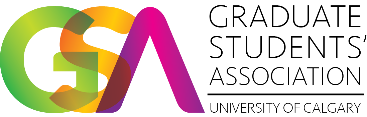 GSA
GRADUATE
STUDENTS'
ASSOCIATION
UNIVERSITY OF CALGARY